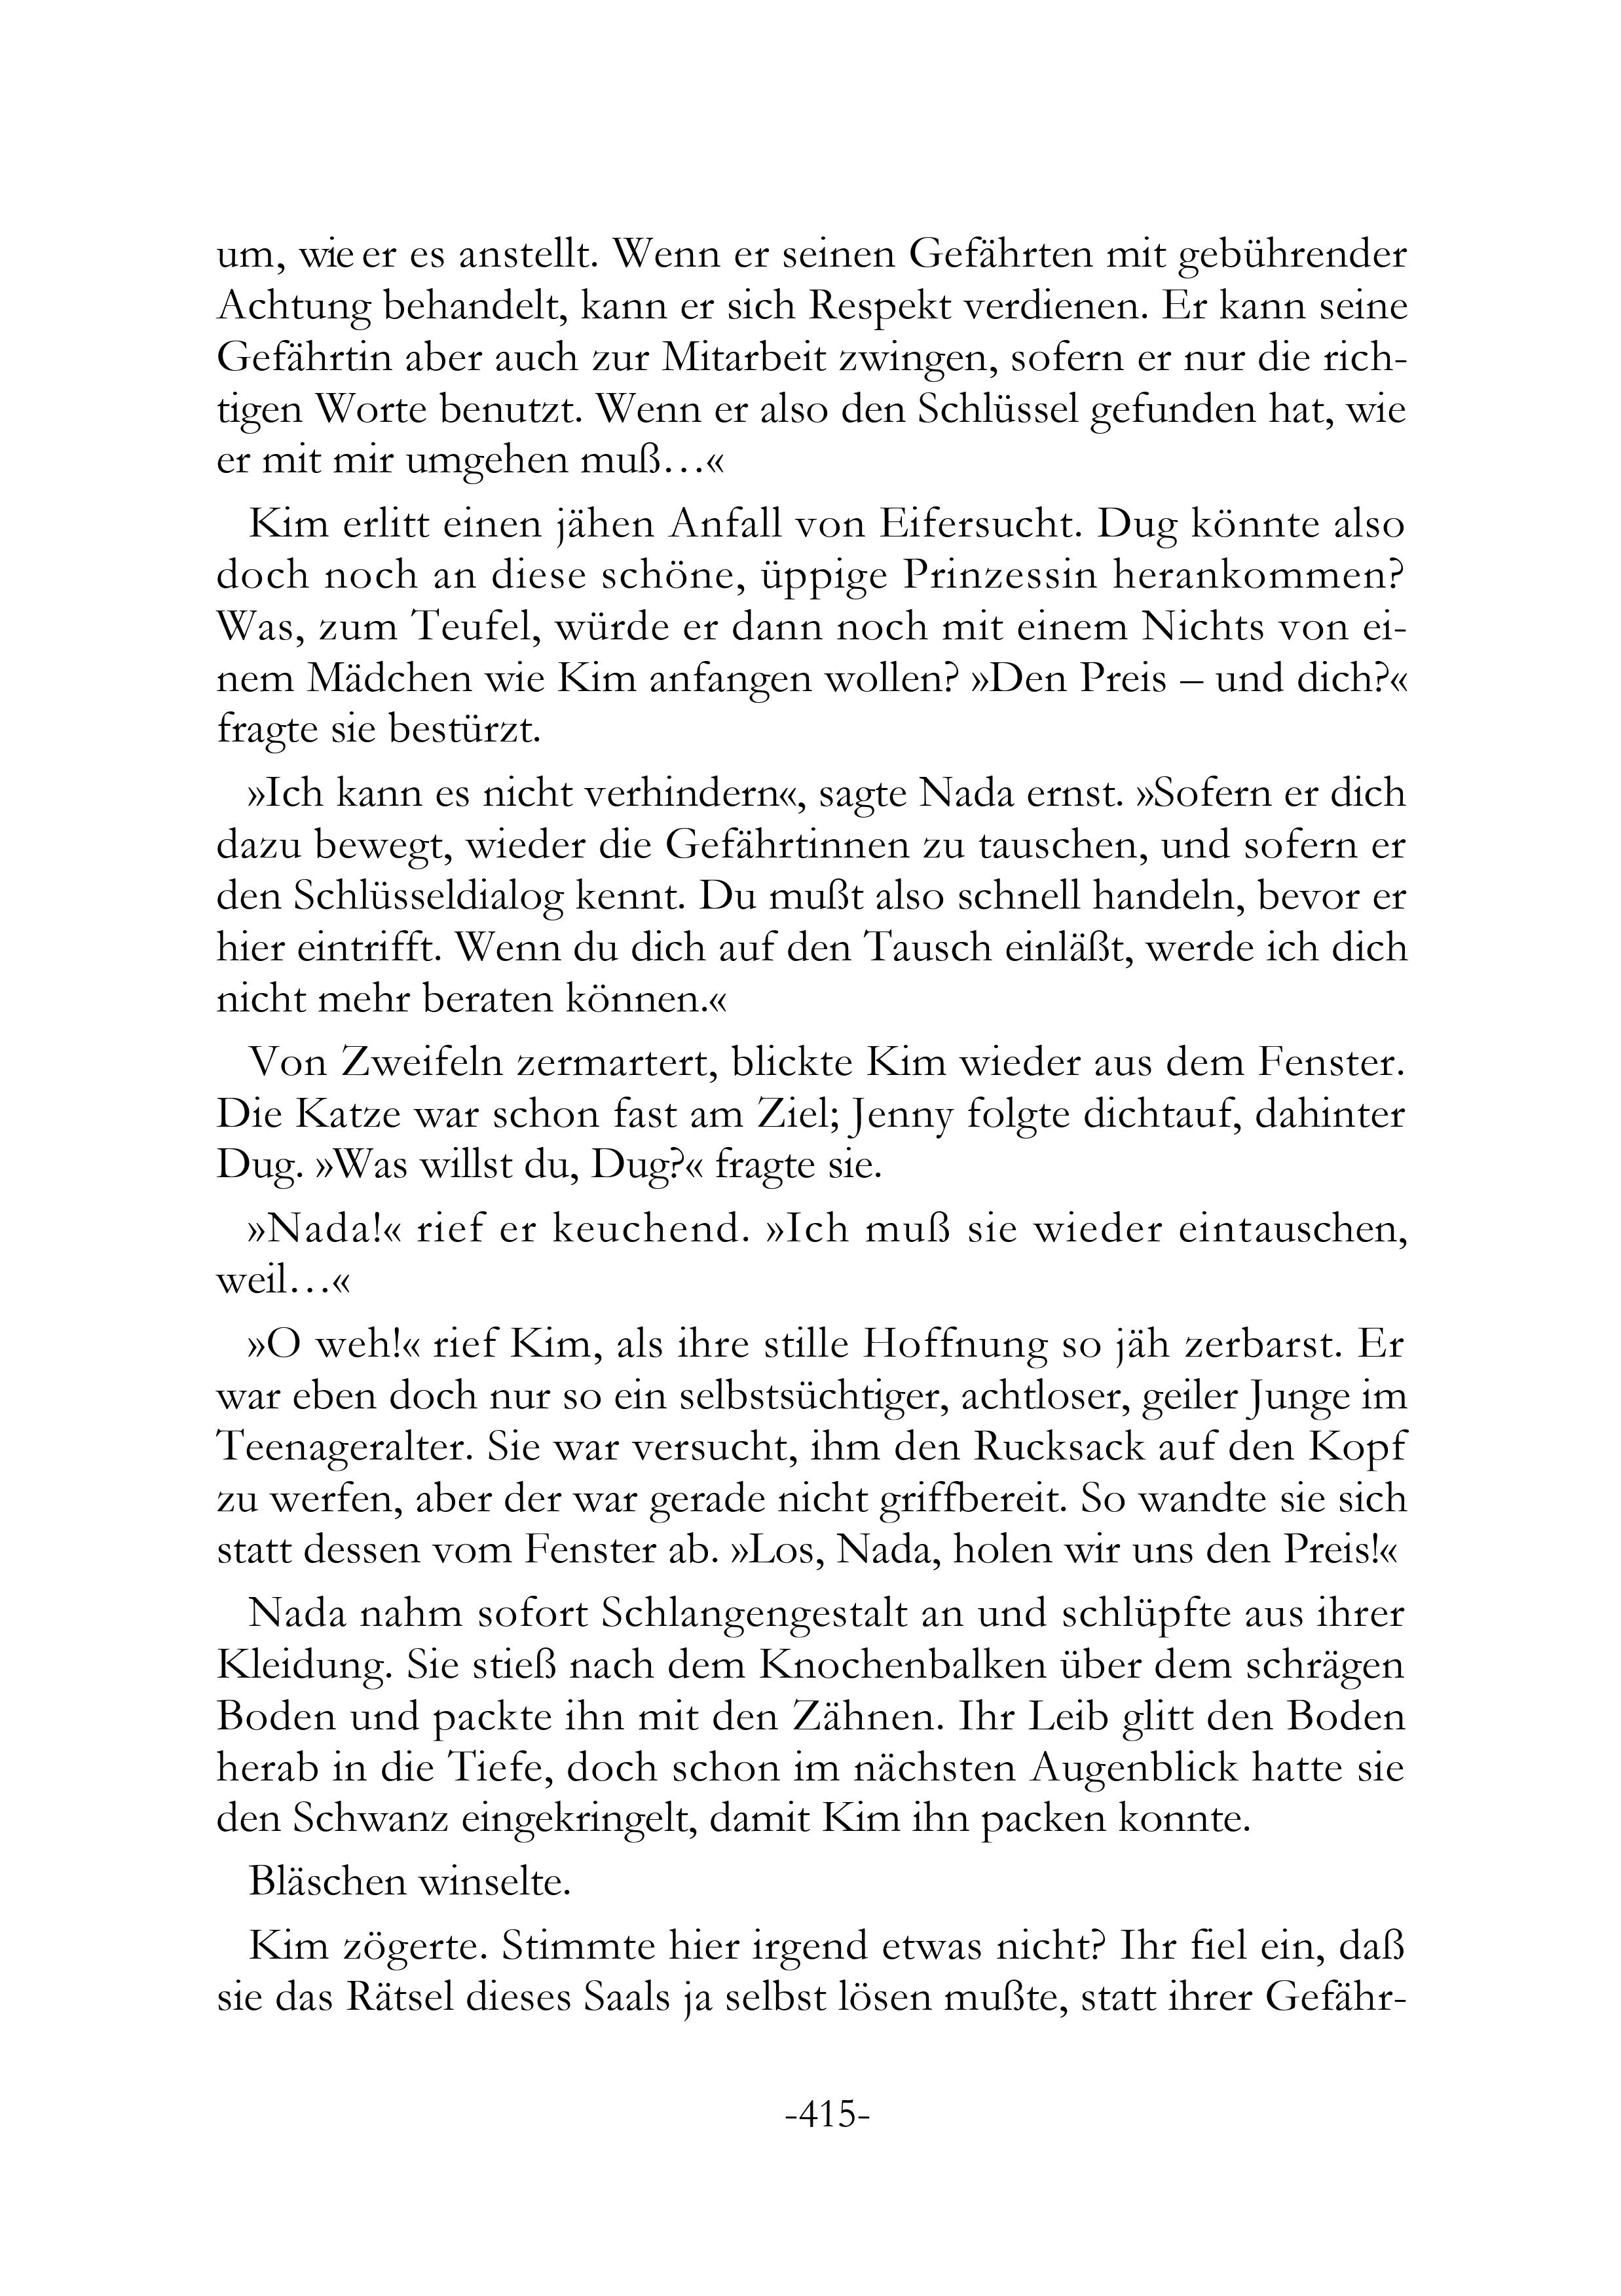 um, wie er es anstellt. Wenn er seinen Gefährten mit gebührender
Achtung behandelt, kann er sich Respekt verdienen. Er kann seine
Gefährtin aber auch zur Mitarbeit zwingen, sofern er nur die rich-
tigen Worte benutzt. Wenn er also den Schlüssel gefunden hat, wie
er mit mir umgehen muß…«
Kim erlitt einen jähen Anfall von Eifersucht. Dug könnte also
doch noch an diese schöne, üppige Prinzessin herankommen?
Was, zum Teufel, würde er dann noch mit einem Nichts von ei-
nem Mädchen wie Kim anfangen wollen? »Den Preis – und dich?«
fragte sie bestürzt.
»Ich kann es nicht verhindern«, sagte Nada ernst. »Sofern er dich
dazu bewegt, wieder die Gefährtinnen zu tauschen, und sofern er
den Schlüsseldialog kennt. Du mußt also schnell handeln, bevor er
hier eintrifft. Wenn du dich auf den Tausch einläßt, werde ich dich
nicht mehr beraten können.«
Von Zweifeln zermartert, blickte Kim wieder aus dem Fenster.
Die Katze war schon fast am Ziel; Jenny folgte dichtauf, dahinter
Dug. »Was willst du, Dug?« fragte sie.
»Nada!« rief er keuchend. »Ich muß sie wieder eintauschen,
weil…«
»O weh!« rief Kim, als ihre stille Hoffnung so jäh zerbarst. Er
war eben doch nur so ein selbstsüchtiger, achtloser, geiler Junge im
Teenageralter. Sie war versucht, ihm den Rucksack auf den Kopf
zu werfen, aber der war gerade nicht griffbereit. So wandte sie sich
statt dessen vom Fenster ab. »Los, Nada, holen wir uns den Preis!«
Nada nahm sofort Schlangengestalt an und schlüpfte aus ihrer
Kleidung. Sie stieß nach dem Knochenbalken über dem schrägen
Boden und packte ihn mit den Zähnen. Ihr Leib glitt den Boden
herab in die Tiefe, doch schon im nächsten Augenblick hatte sie
den Schwanz eingekringelt, damit Kim ihn packen konnte.
Bläschen winselte.
Kim zögerte. Stimmte hier irgend etwas nicht? Ihr fiel ein, daß
sie das Rätsel dieses Saals ja selbst lösen mußte, statt ihrer Gefähr-
-415-